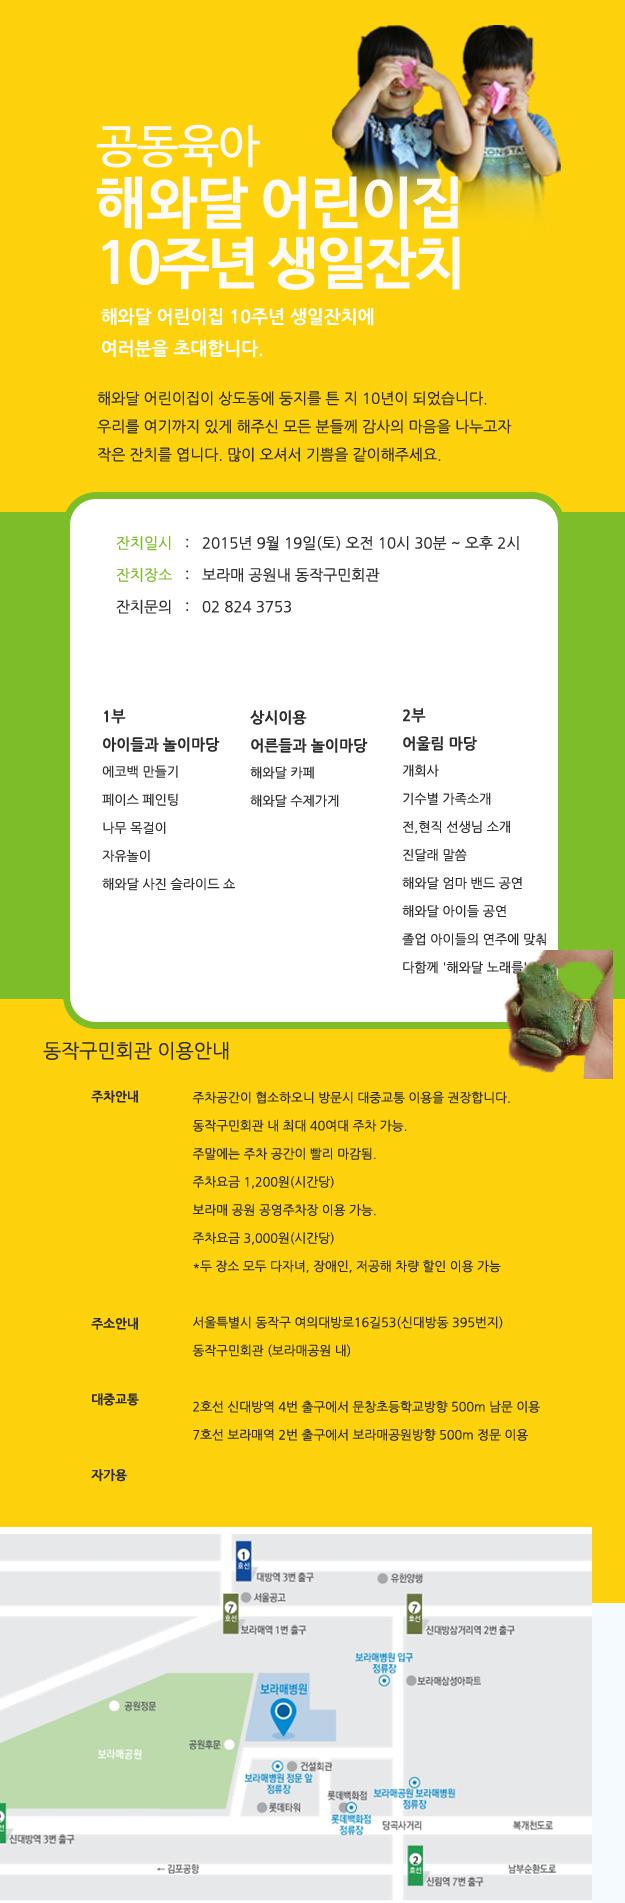 공동육아
해와달 어린이집
10주년 생일잔치
해와달 어린이집 10주년 생일잔치에
여러분을 초대합니다.
해와달 어린이집이 상도동에 둥지를 튼 지 10년이 되었습니다.
우리를 여기까지 있게 해주신 모든 분들께 감사의 마음을 나누고자
작은 잔치를 엽니다. 많이 오셔서 기쁨을 같이해주세요.
잔치일시 : 2015년 9월 19일(토) 오전 10시 30분 ~ 오후 2시
잔치장소 : 보라매 공원내 동작구민회관
잔치문의 : 02 824 3753
1부
아이들과 놀이마당
에코백 만들기
페이스 페인팅
나무 목걸이
자유놀이
해와달 사진 슬라이드 쇼
상시이용
어른들과 놀이마당
해와달 카페
해와달 수제가게
2부
어울림 마당
개회사
기수별 가족소개
전,현직 선생님 소개
진달래 말씀
해와달 엄마 밴드 공연
해와달 아이들 공연
졸업 아이들의 연주에 맞춰
다함께 '해와달 노래를'
동작구민회관 이용안내
주차안내
주차공간이 협소하오니 방문시 대중교통 이용을 권장합니다.
동작구민회관 내 최대 40여대 주차 가능.
주말에는 주차 공간이 빨리 마감됨.
주차요금 1,200원(시간당)
보라매 공원 공영주차장 이용 가능.
주차요금 3,000원(시간당)
*두 장소 모두 다자녀, 장애인, 저공해 차량 할인 이용 가능
주소안내
서울특별시 동작구 여의대방로16길53(신대방동 395번지)
동작구민회관 (보라매공원 내)
대중교통
2호선 신대방역 4번 출구에서 문창초등학교방향 500m 남문 이용
7호선 보라매역 2번 출구에서 보라매공원방향 500m 정문 이용
자가용
1
호선
대방역 3번 출구
유한양행
서울공고
7
호선
보라매역 1번 출구
7
호선
신대방삼거리역 2번 출구
보라매병원 입구
정류장
보라매삼성아파트
보라매병원
공원정문
공원후문
보라매공원
건설회관
보라매병원 정문 앞
정류장
롯데백화점
보라매공원 보라매병원
정류장
롯데타워
롯데백화점
정류장
당곡사거리
복개천도로
호선
신대방역 3번 출구
← 김포공항
2
호선
신림역 7번 출구
남부순환도로